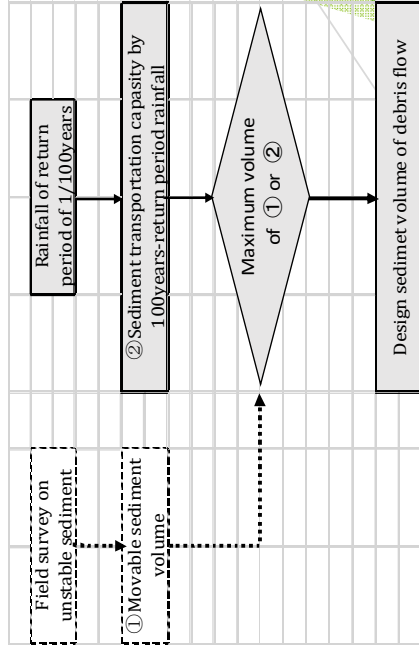 Field survey on
unstable sediment
Rainfall of return
period of 1/100years
①Movable sediment
volume
②Sediment transportation capasity by
100years-return period rainfall
Maximum volume
of ① or ②
Design sedimet volume of debris flow